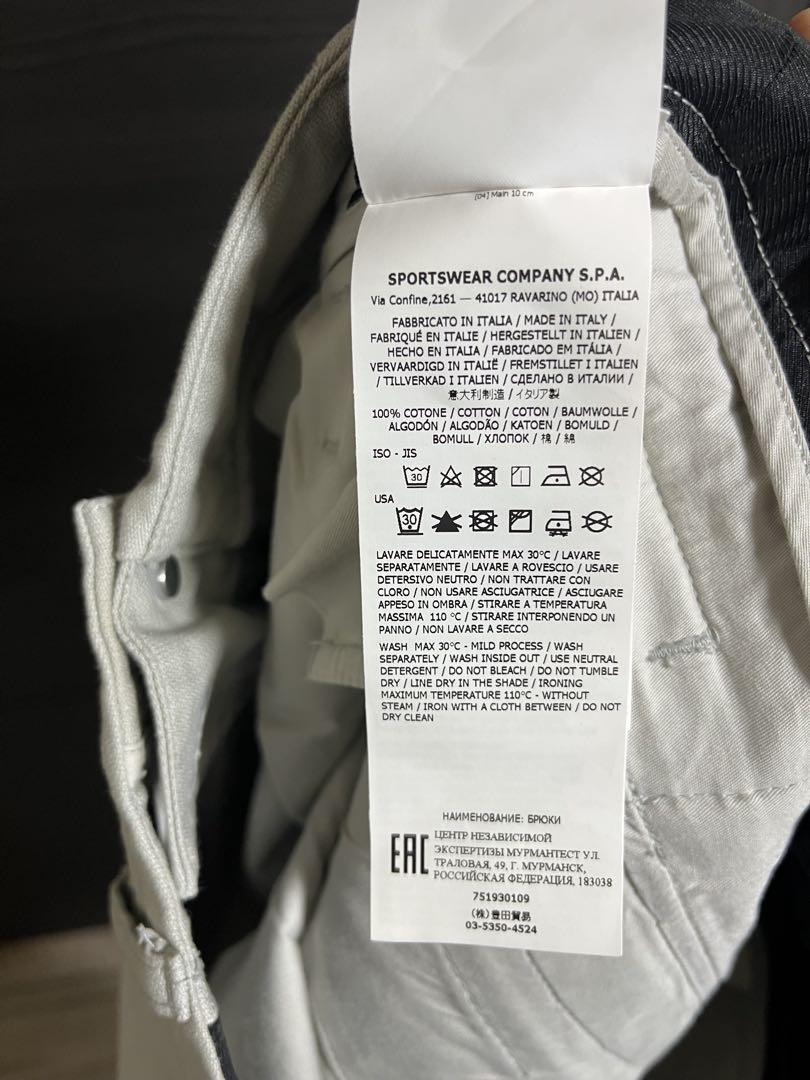 [04] Main 10 cm
SPORTSWEAR COMPANY S.P.A.
Via Confine,2161 — 41017 RAVARINO (MO) ITALIA
FABBRICATO IN ITALIA / MADE IN ITALY /
FABRIQUÉ EN ITALIE / HERGESTELLT IN ITALIEN /
HECHO EN ITALIA / FABRICADO EM ITÁLIA /
VERVAARDIGD IN ITALIË / FREMSTILLET I ITALIEN
/ TILLVERKAD I ITALIEN / СДЕЛАНО В ИТАЛИИ /
意大利制造 / イタリア製
100% COTONE / COTTON / COTON / BAUMWOLLE /
ALGODÓN / ALGODÃO / KATOEN / BOMULD /
BOMULL / ХЛОПОК / 棉 / 綿
ISO - JIS
30
USA
30
LAVARE DELICATAMENTE MAX 30°C / LAVARE
SEPARATAMENTE / LAVARE A ROVESCIO / USARE
DETERSIVO NEUTRO / NON TRATTARE CON
CLORO / NON USARE ASCIUGATRICE / ASCIUGARE
APPESO IN OMBRA / STIRARE A TEMPERATURA
MASSIMA 110 °C / STIRARE INTERPONENDO UN
PANNO / NON LAVARE A SECCO
WASH MAX 30°C - MILD PROCESS / WASH
SEPARATELY / WASH INSIDE OUT / USE NEUTRAL
DETERGENT / DO NOT BLEACH / DO NOT TUMBLE
DRY / LINE DRY IN THE SHADE / IRONING
MAXIMUM TEMPERATURE 110°C - WITHOUT
STEAM / IRON WITH A CLOTH BETWEEN / DO NOT
DRY CLEAN
НАИМЕНОВАНИЕ: БРЮКИ
EAC
ЦЕНТР НЕЗАВИСИМОЙ
ЭКСПЕРТИЗЫ МУРМАНТЕСТ УЛ.
ТРАЛОВАЯ, 49, Г. МУРМАНСК,
РОССИЙСКАЯ ФЕДЕРАЦИЯ, 183038
751930109
(株)豊田貿易
03-5350-4524